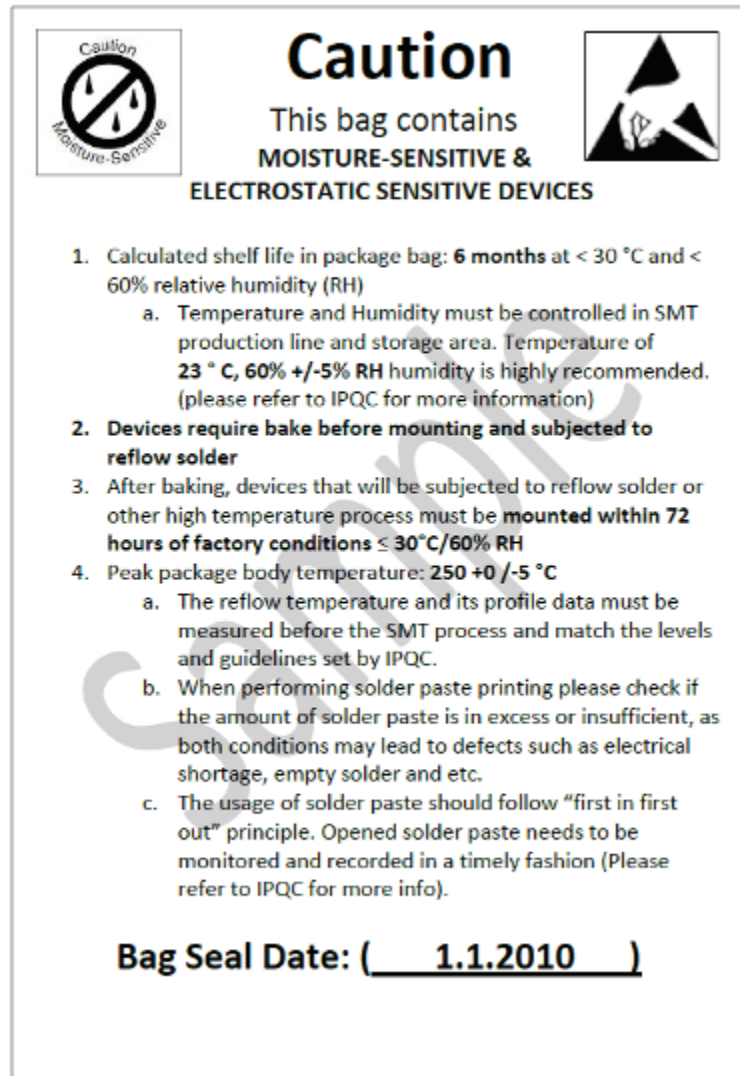 Caution
Moisture-Sensitive
Caution
This bag contains
MOISTURE-SENSITIVE &
ELECTROSTATIC SENSITIVE DEVICES
1. Calculated shelf life in package bag: 6 months at < 30 °C and <
60% relative humidity (RH)
a. Temperature and Humidity must be controlled in SMT
production line and storage area. Temperature of
23 ° C, 60% +/-5% RH humidity is highly recommended.
(please refer to IPQC for more information)
2. Devices require bake before mounting and subjected to
reflow solder
3. After baking, devices that will be subjected to reflow solder or
other high temperature process must be mounted within 72
hours of factory conditions ≤ 30°C/60% RH
4. Peak package body temperature: 250 +0 /-5 °C
a. The reflow temperature and its profile data must be
measured before the SMT process and match the levels
and guidelines set by IPQC.
b. When performing solder paste printing please check if
the amount of solder paste is in excess or insufficient, as
both conditions may lead to defects such as electrical
shortage, empty solder and etc.
c. The usage of solder paste should follow “first in first
out” principle. Opened solder paste needs to be
monitored and recorded in a timely fashion (Please
refer to IPQC for more info).
Bag Seal Date: ( 1.1.2010 )
Sample